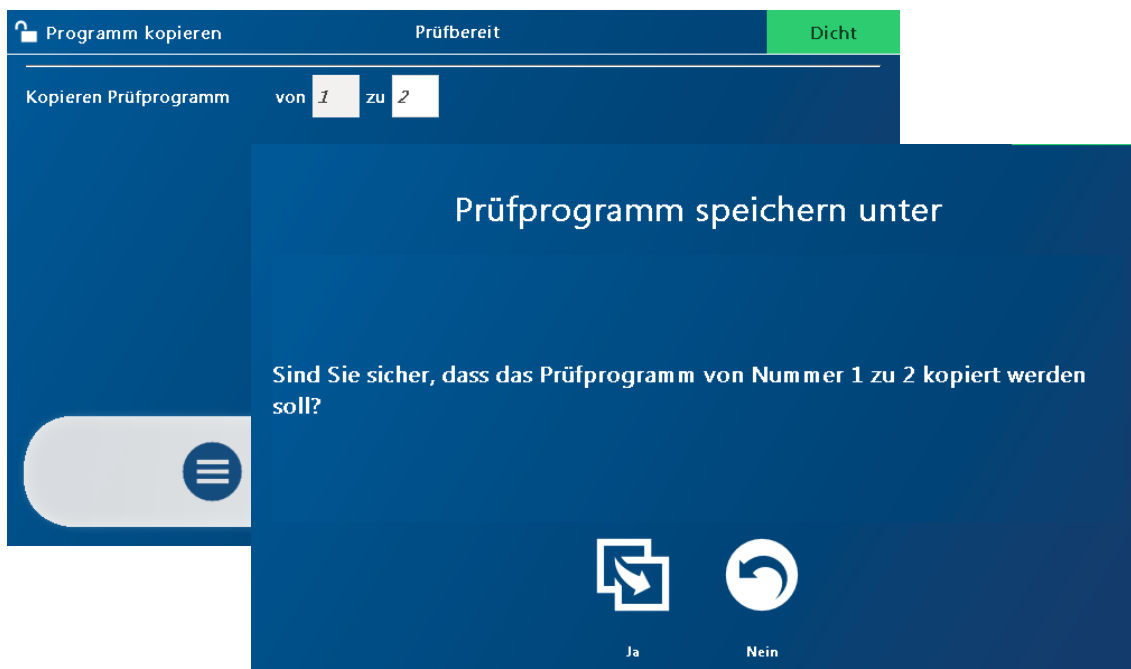 Programm kopieren Prüfbereit Dicht
Kopieren Prüfprogramm von 1 zu 2
Prüfprogramm speichern unter
Sind Sie sicher, dass das Prüfprogramm von Nummer 1 zu 2 kopiert werden
soll?
Ja Nein